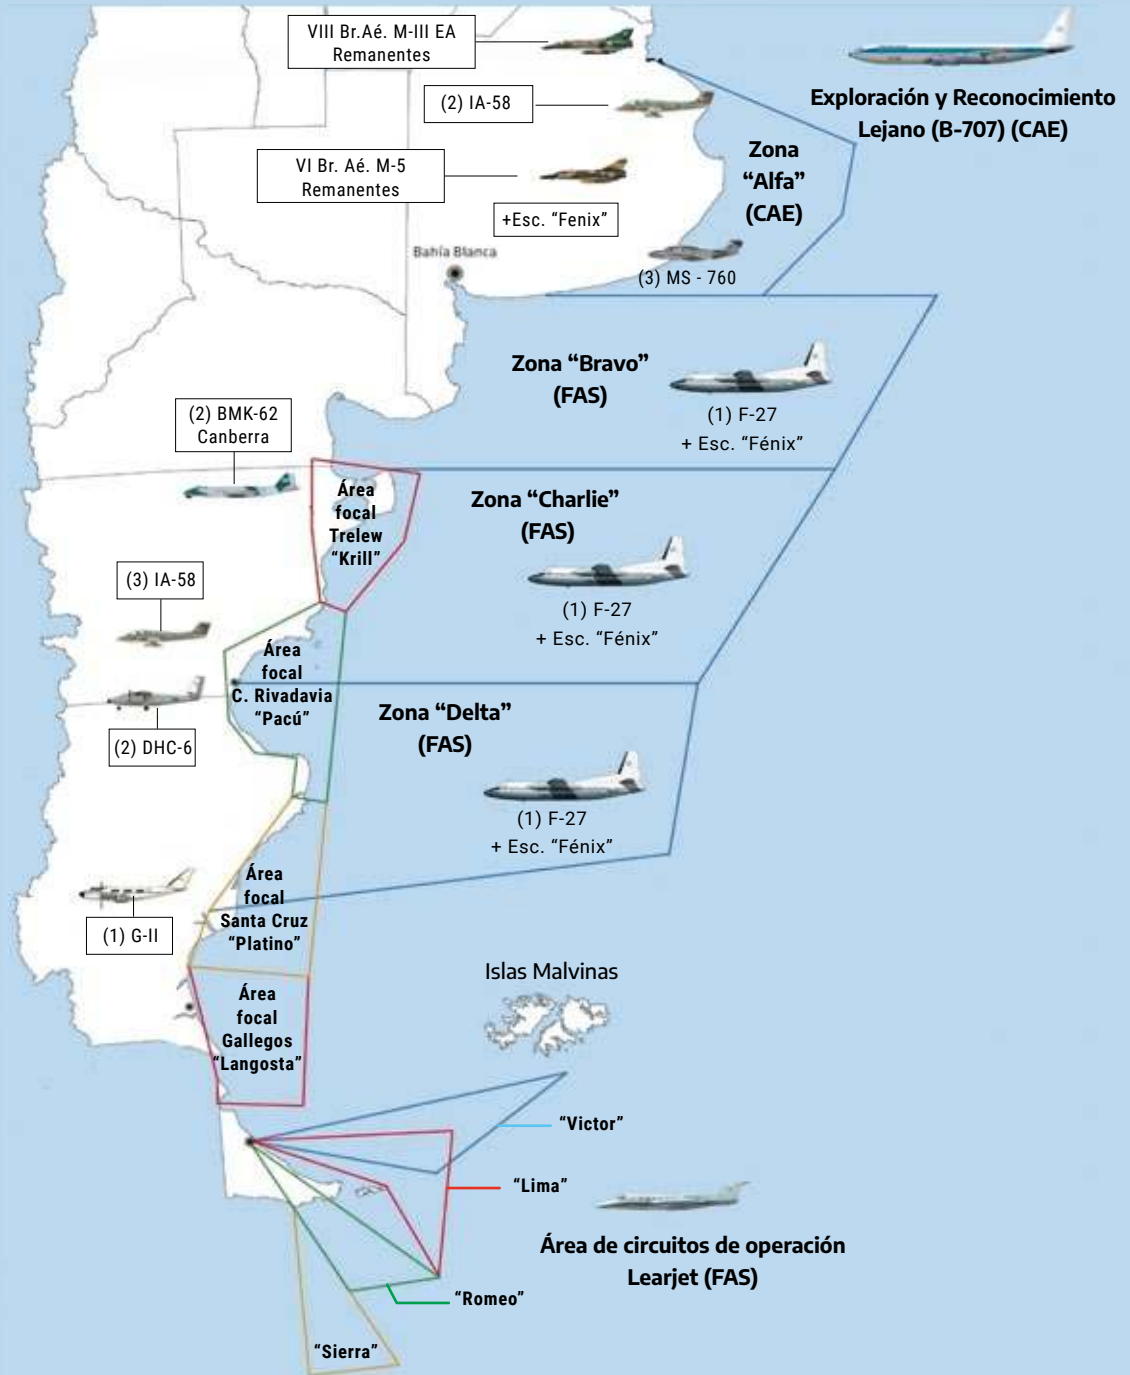 VIII Br.Aé. M-III EA
Remanentes
(2) IA-58
Exploración y Reconocimiento
Lejano (B-707) (CAE)
Zona
“Alfa”
(CAE)
VI Br. Aé. M-5
Remanentes
+Esc. “Fenix”
Bahía Blanca
(3) MS - 760
Zona “Bravo”
(FAS)
(1) F-27
+ Esc. “Fénix”
(2) BMK-62
Canberra
Área
focal
Trelew
“Krill”
Zona “Charlie”
(FAS)
(1) F-27
+ Esc. “Fénix”
(3) IA-58
Área
focal
C. Rivadavia
“Pacú”
(2) DHC-6
Zona “Delta”
(FAS)
(1) F-27
+ Esc. “Fénix”
Área
focal
Santa Cruz
“Platino”
(1) G-II
Islas Malvinas
Área
focal
Gallegos
“Langosta”
“Victor”
“Lima”
Área de circuitos de operación
Learjet (FAS)
“Romeo”
“Sierra”